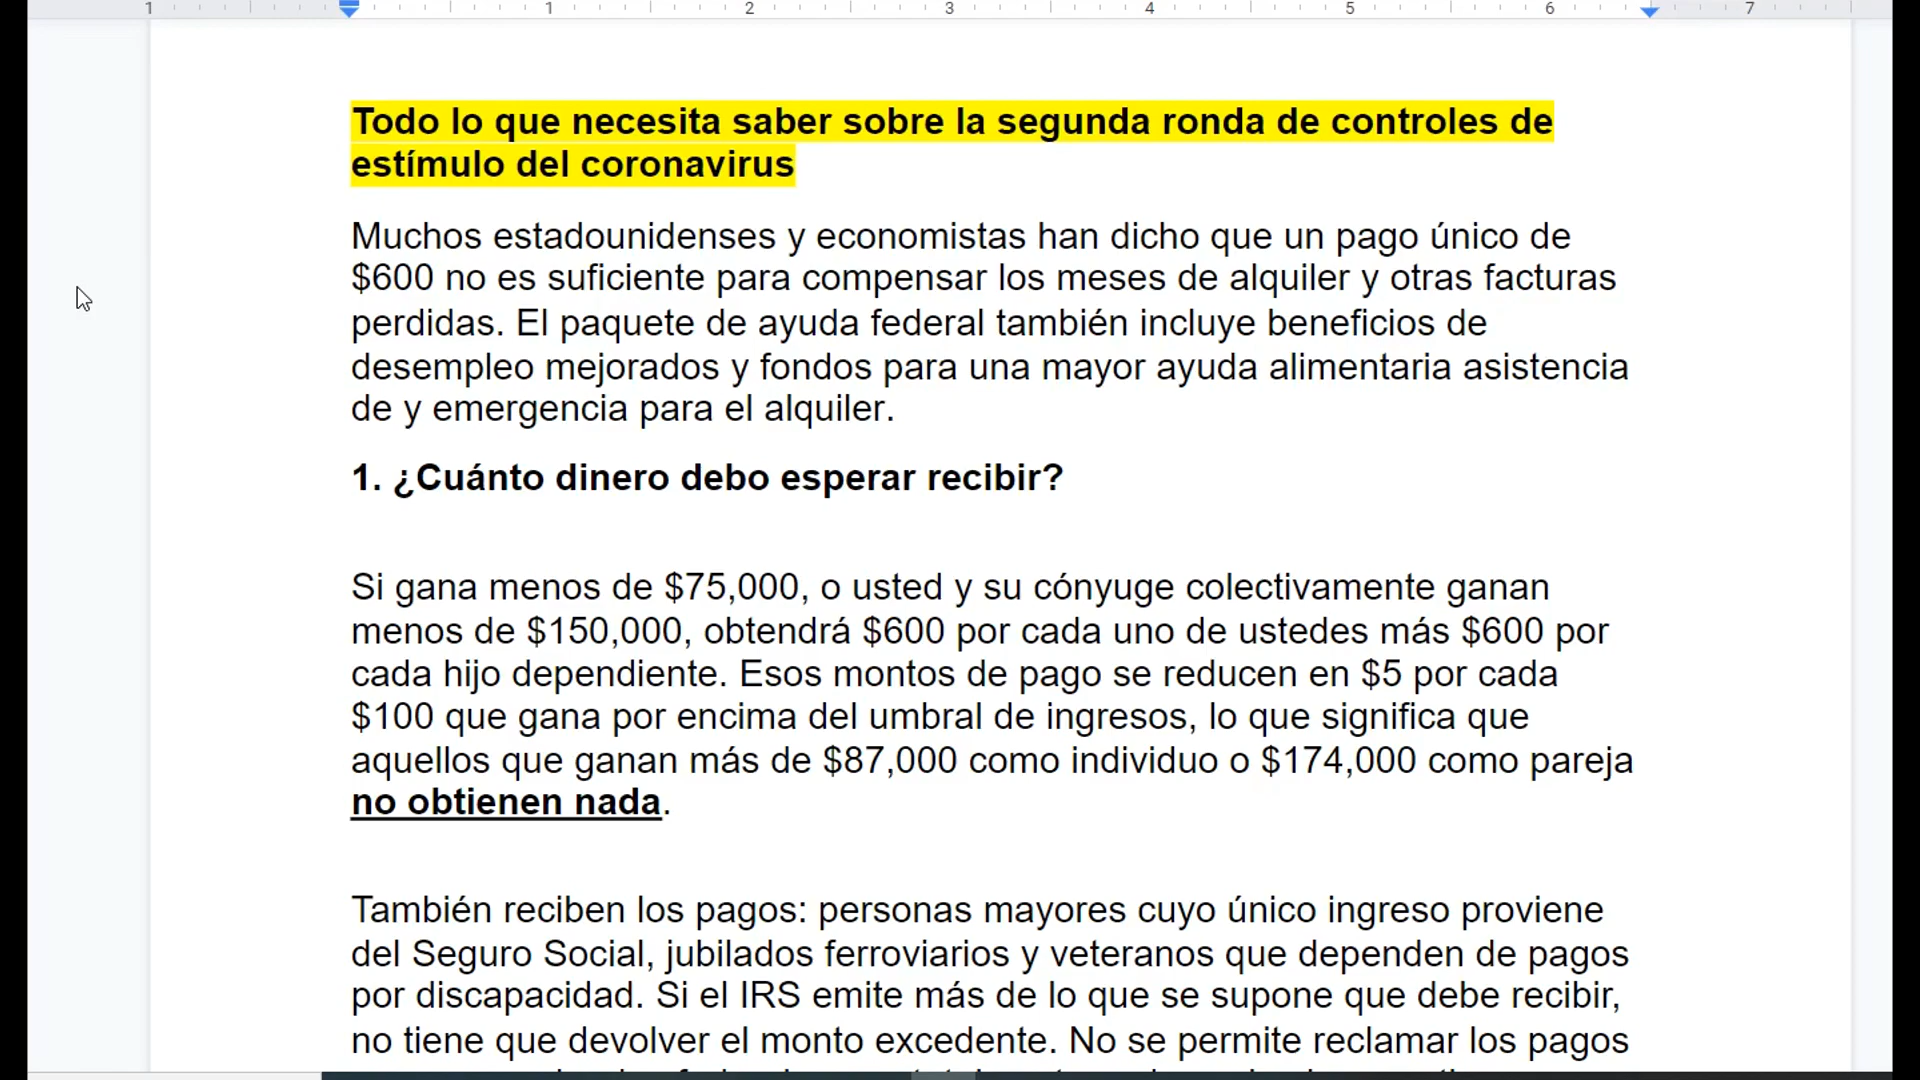 1 1 2 3 4 5 6 7
Todo lo que necesita saber sobre la segunda ronda de controles de
estímulo del coronavirus
Muchos estadounidenses y economistas han dicho que un pago único de
$600 no es suficiente para compensar los meses de alquiler y otras facturas
perdidas. El paquete de ayuda federal también incluye beneficios de
desempleo mejorados y fondos para una mayor ayuda alimentaria asistencia
de y emergencia para el alquiler.
1. ¿Cuánto dinero debo esperar recibir?
Si gana menos de $75,000, o usted y su cónyuge colectivamente ganan
menos de $150,000, obtendrá $600 por cada uno de ustedes más $600 por
cada hijo dependiente. Esos montos de pago se reducen en $5 por cada
$100 que gana por encima del umbral de ingresos, lo que significa que
aquellos que ganan más de $87,000 como individuo o $174,000 como pareja
no obtienen nada.
También reciben los pagos: personas mayores cuyo único ingreso proviene
del Seguro Social, jubilados ferroviarios y veteranos que dependen de pagos
por discapacidad. Si el IRS emite más de lo que se supone que debe recibir,
no tiene que devolver el monto excedente. No se permite reclamar los pagos